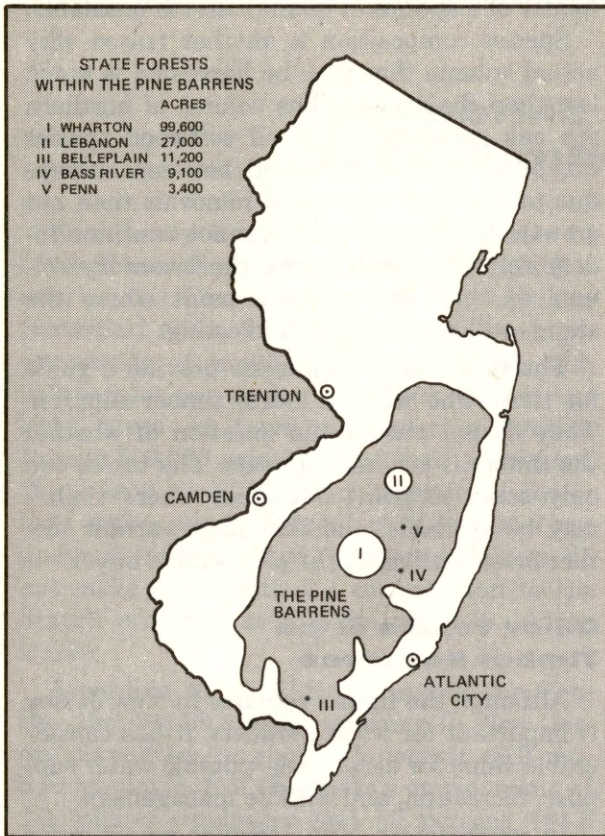 STATE FORESTS
WITHIN THE PINE BARRENS
ACRES
I WHARTON 99,600
II LEBANON 27,000
III BELLEPLAIN 11,200
IV BASS RIVER 9,100
V PENN 3,400
TRENTON
CAMDEN
II
V
I
IV
THE PINE
BARRENS
ATLANTIC
CITY
III